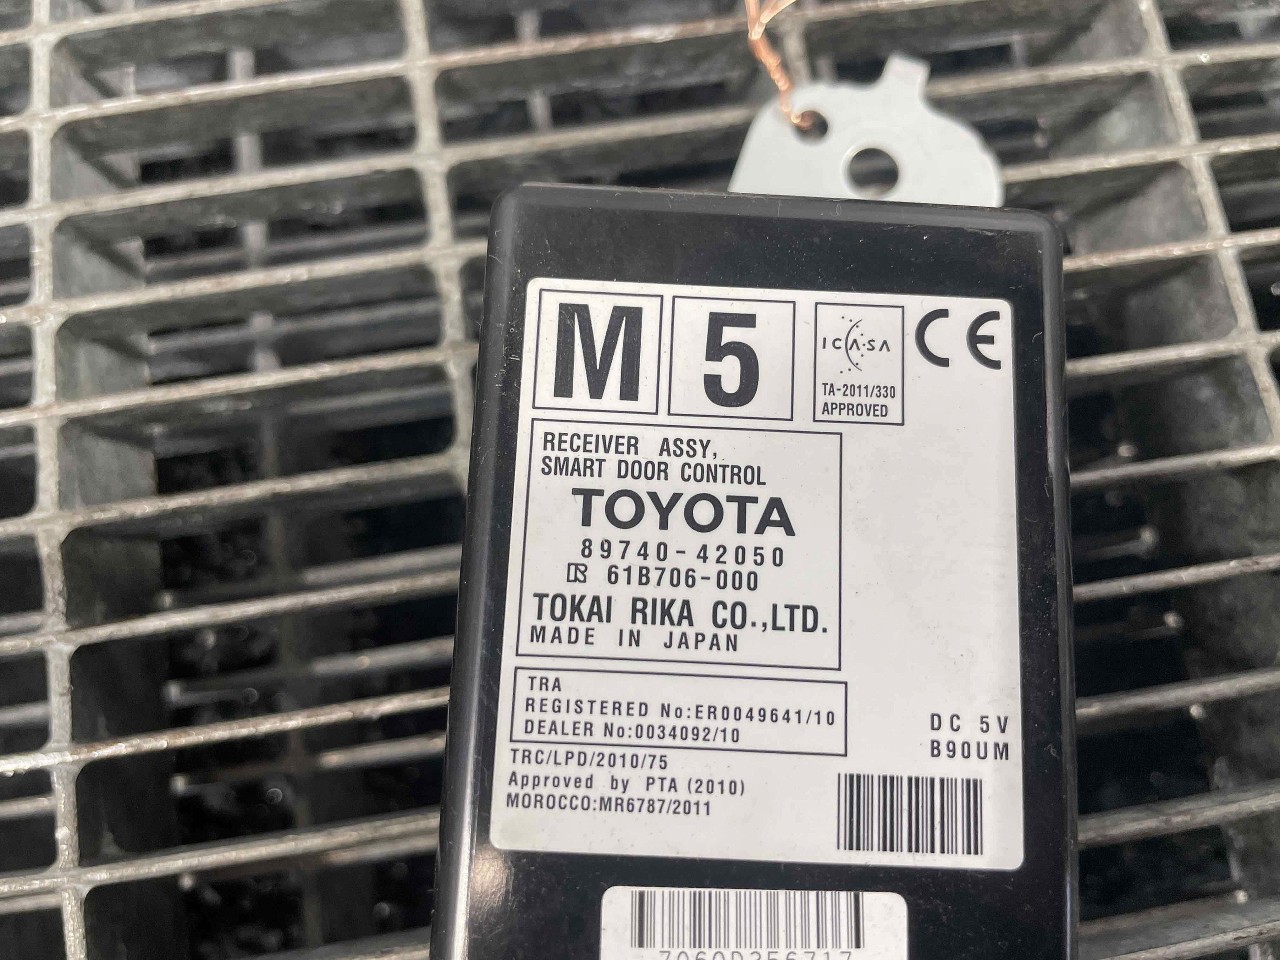 M 5
ICASA
TA-2011/330
APPROVED
CE
RECEIVER ASSY,
SMART DOOR CONTROL
TOYOTA
89740-42050
61B706-000
TOKAI RIKA CO.,LTD.
MADE IN JAPAN
TRA
REGISTERED No:ER0049641/10
DEALER No:0034092/10
DC 5V
B90UM
TRC/LPD/2010/75
Approved by PTA (2010)
MOROCCO:MR6787/2011